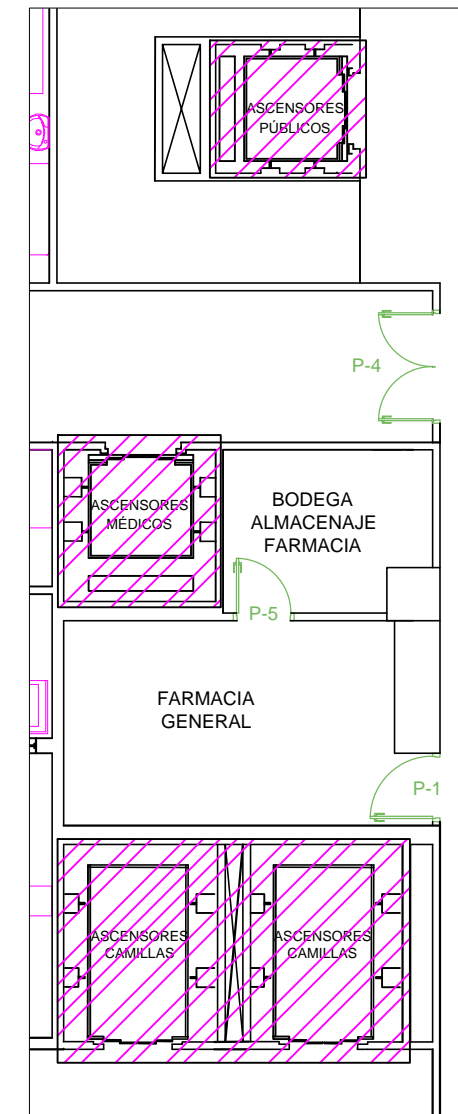 ASCENSORES
PÚBLICOS
P-4
ASCENSORES
MÉDICOS
BODEGA
ALMACENAJE
FARMACIA
P-5
FARMACIA
GENERAL
P-1
ASCENSORES
CAMILLAS
ASCENSORES
CAMILLAS